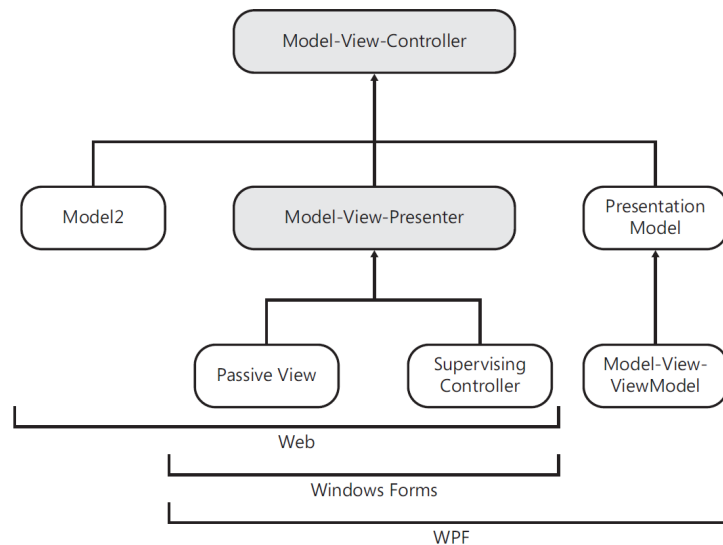 Model-View-Controller
Model2
Model-View-Presenter
Presentation
Model
Passive View
Supervising
Controller
Model-View-
ViewModel
Web
Windows Forms
WPF